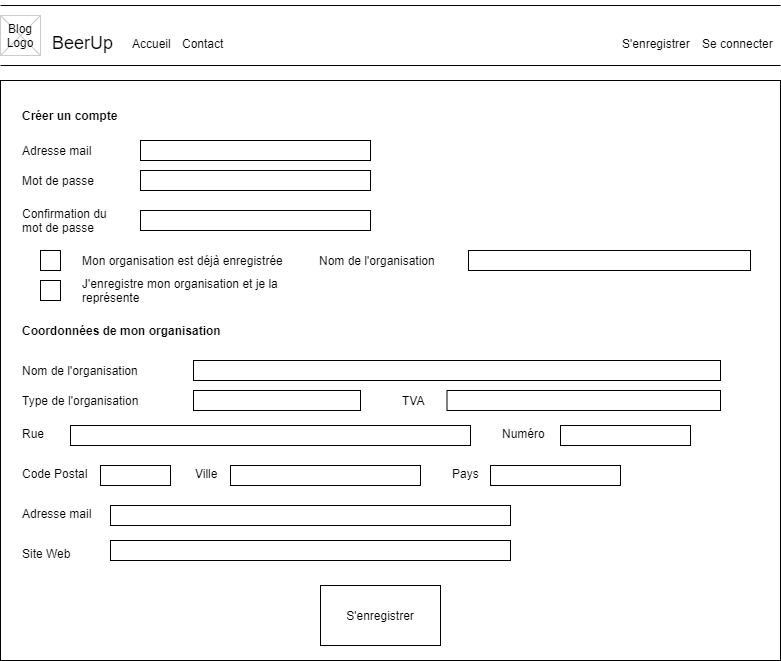 Blog
Logo
BeerUp Accueil Contact S'enregistrer Se connecter
Créer un compte
Adresse mail
Mot de passe
Confirmation du
mot de passe
Mon organisation est déjà enregistrée Nom de l'organisation
J'enregistre mon organisation et je la
représente
Coordonnées de mon organisation
Nom de l'organisation
Type de l'organisation TVA
Rue Numéro
Code Postal Ville Pays
Adresse mail
Site Web
S'enregistrer